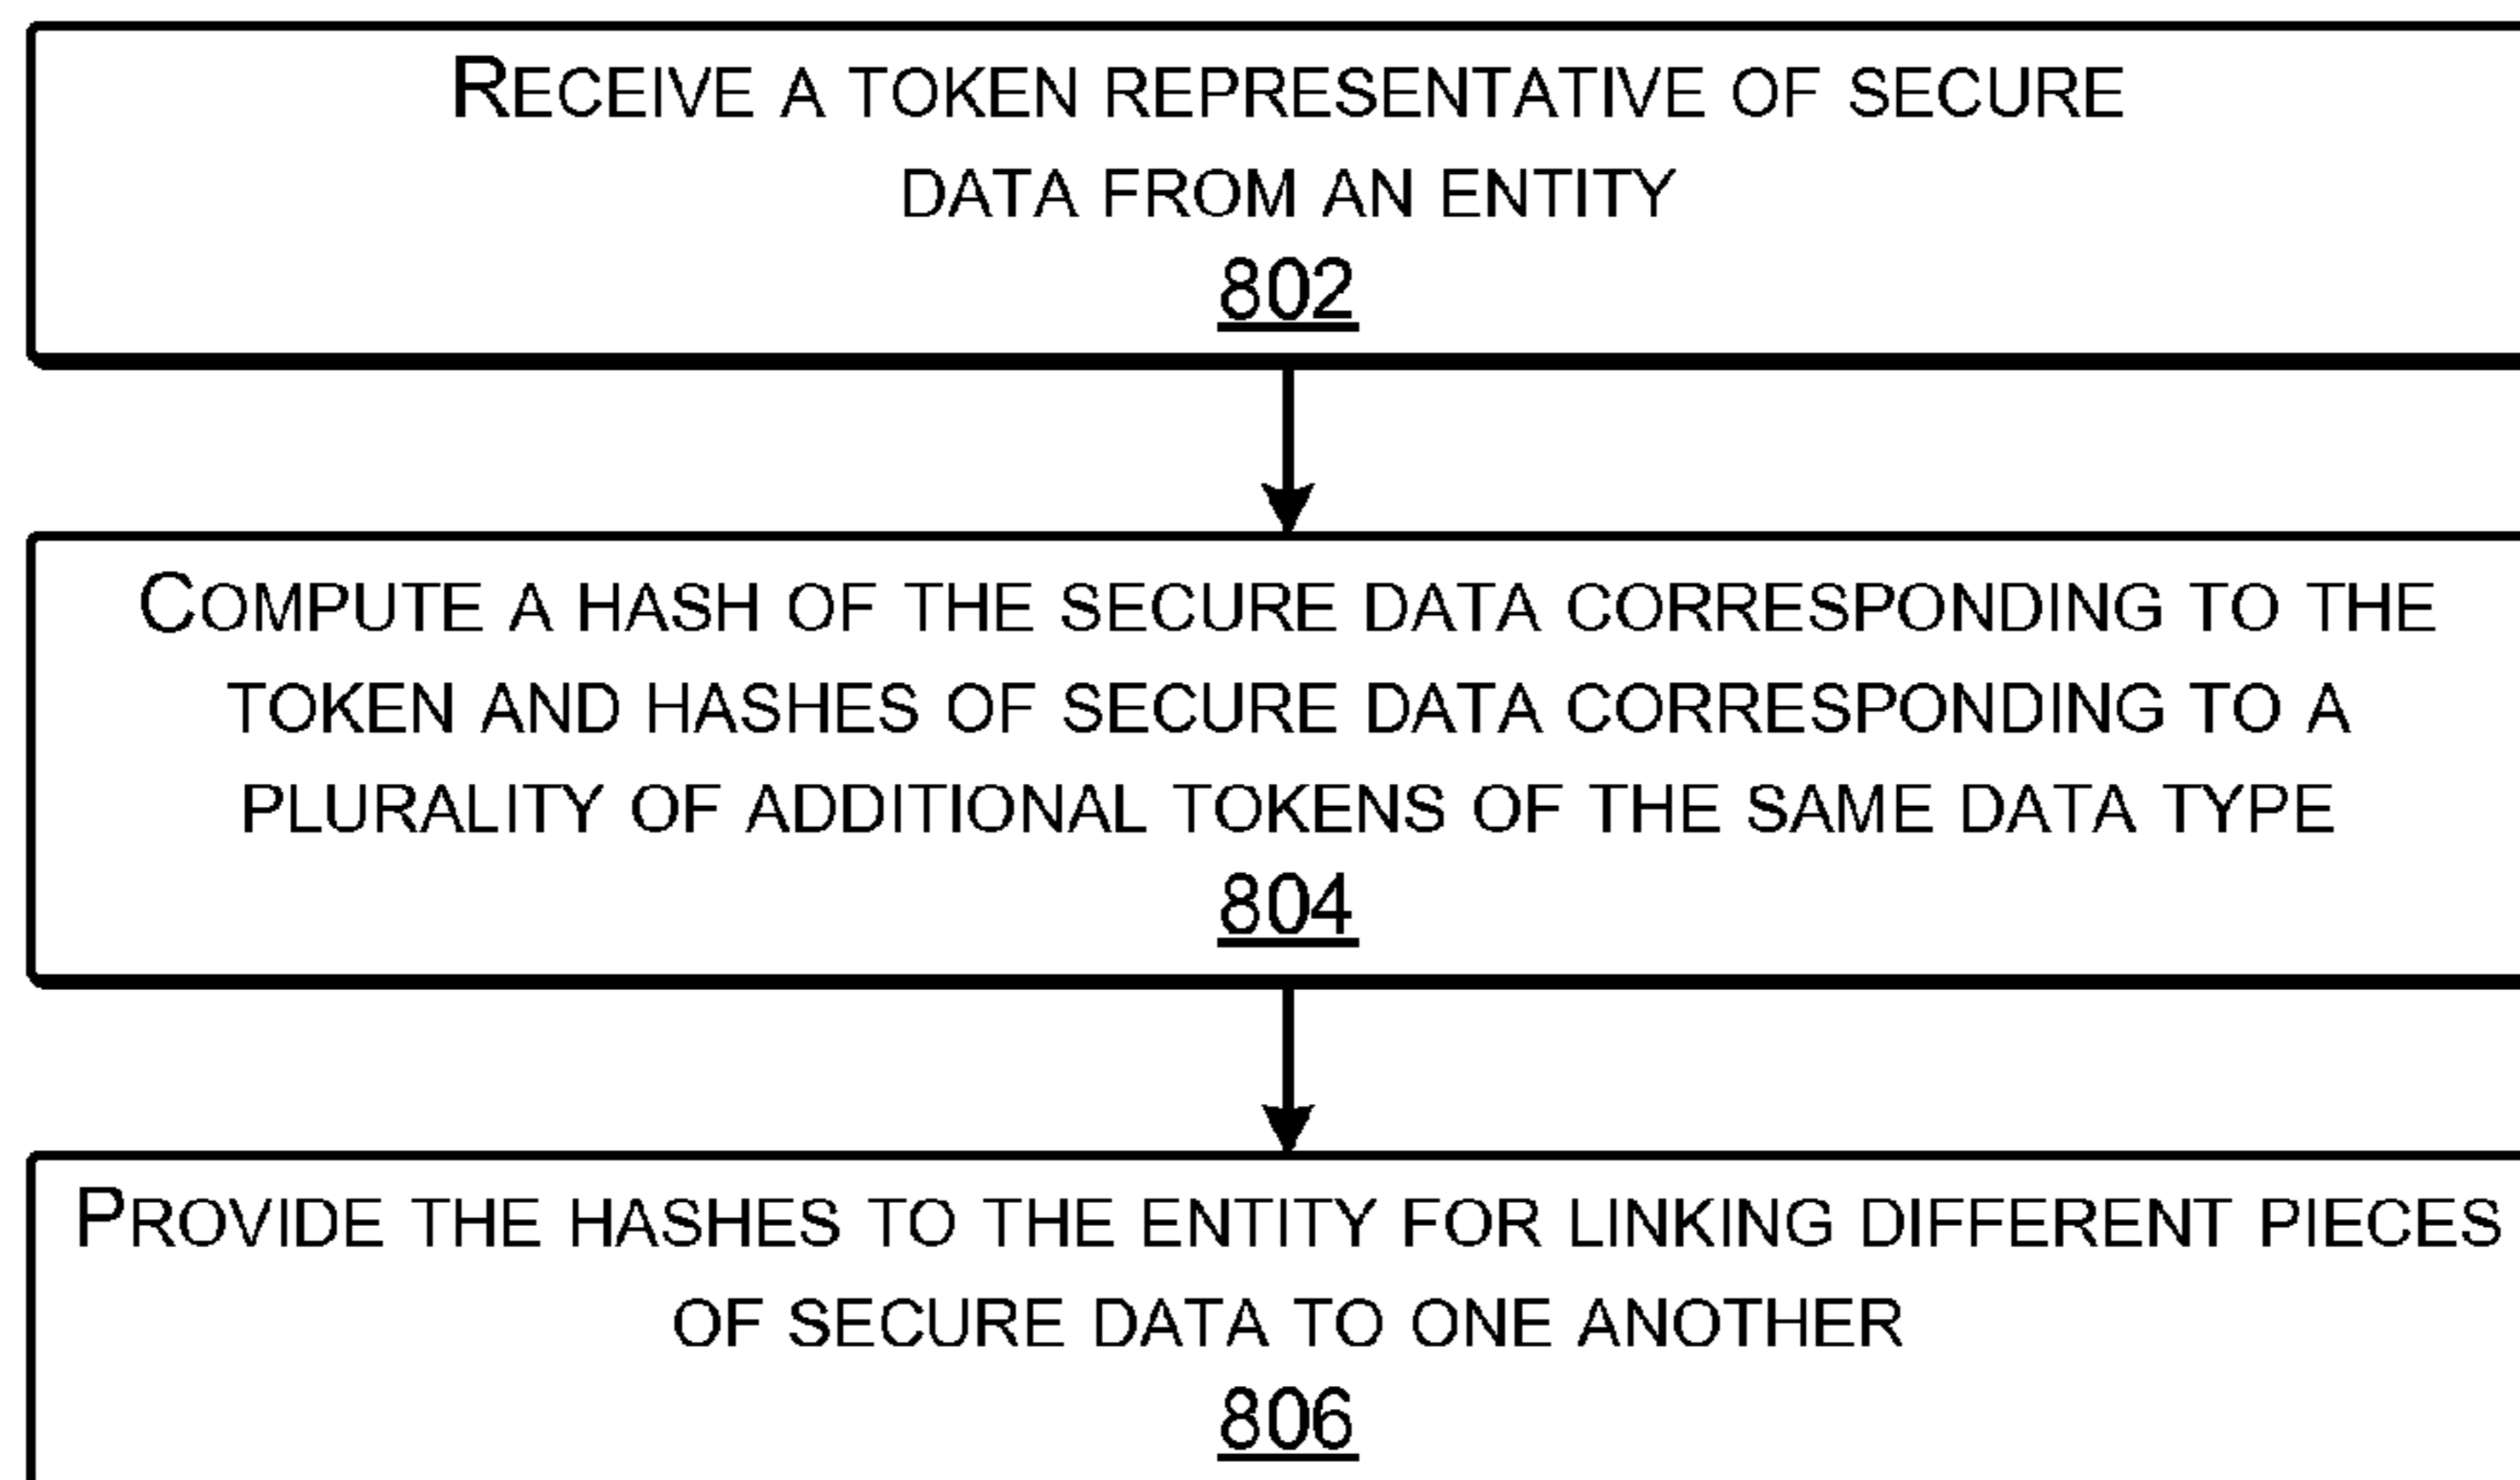 RECEIVE A TOKEN REPRESENTATIVE OF SECURE
DATA FROM AN ENTITY
802
COMPUTE A HASH OF THE SECURE DATA CORRESPONDING TO THE
TOKEN AND HASHES OF SECURE DATA CORRESPONDING TO A
PLURALITY OF ADDITIONAL TOKENS OF THE SAME DATA TYPE
804
PROVIDE THE HASHES TO THE ENTITY FOR LINKING DIFFERENT PIECES
OF SECURE DATA TO ONE ANOTHER
806